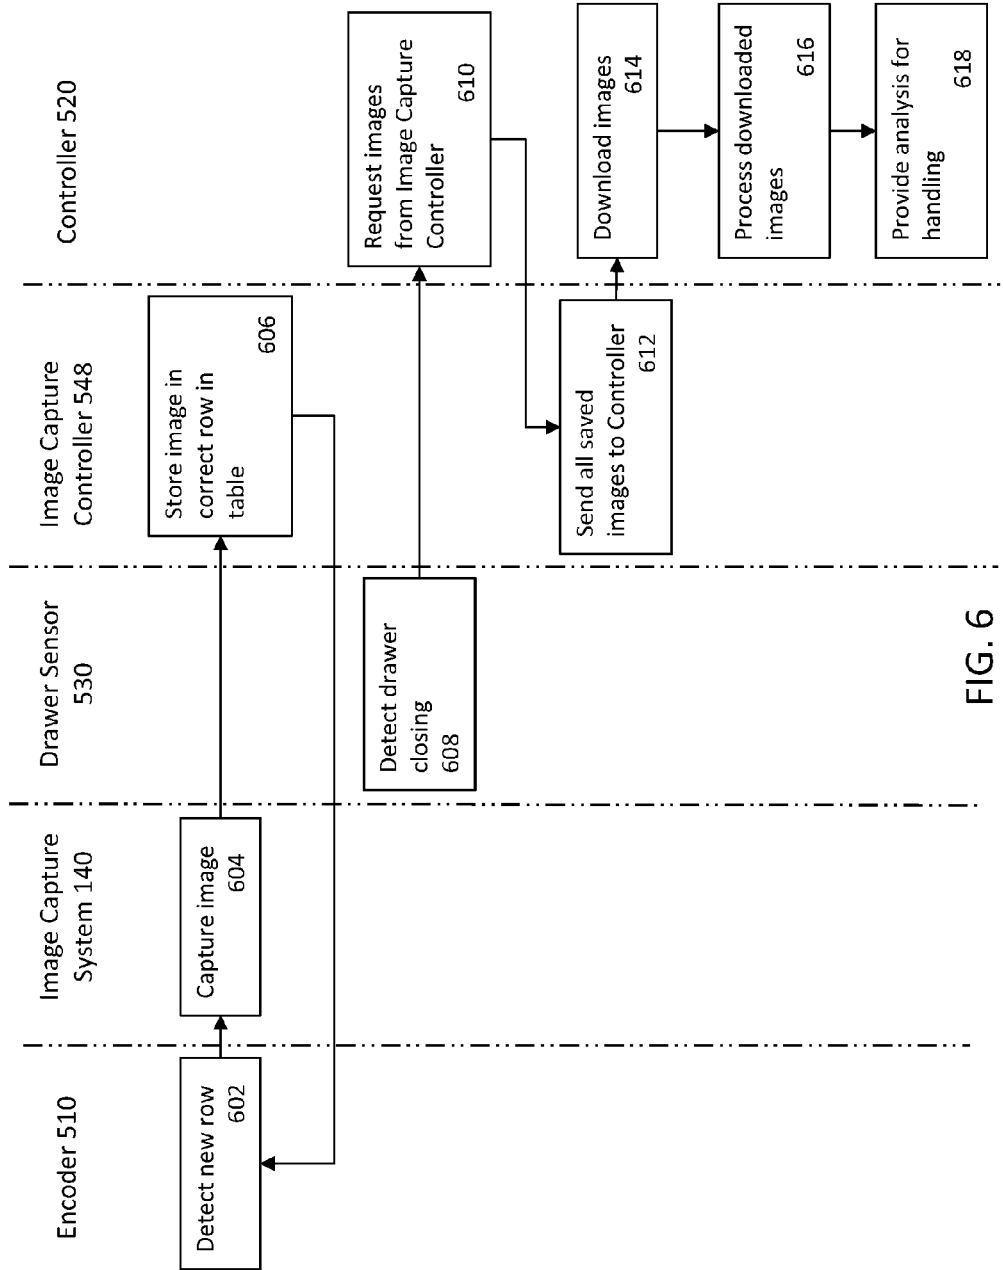 Encoder 510
Image Capture
System 140
Drawer Sensor
530
Image Capture
Controller 548
Controller 520
Detect new row
602
Capture image
604
Store image in
correct row in
table
606
Detect drawer
closing
608
Request images
from Image Capture
Controller
610
Send all saved
images to Controller
612
Download images
614
Process downloaded
images
616
Provide analysis for
handling
618
FIG. 6